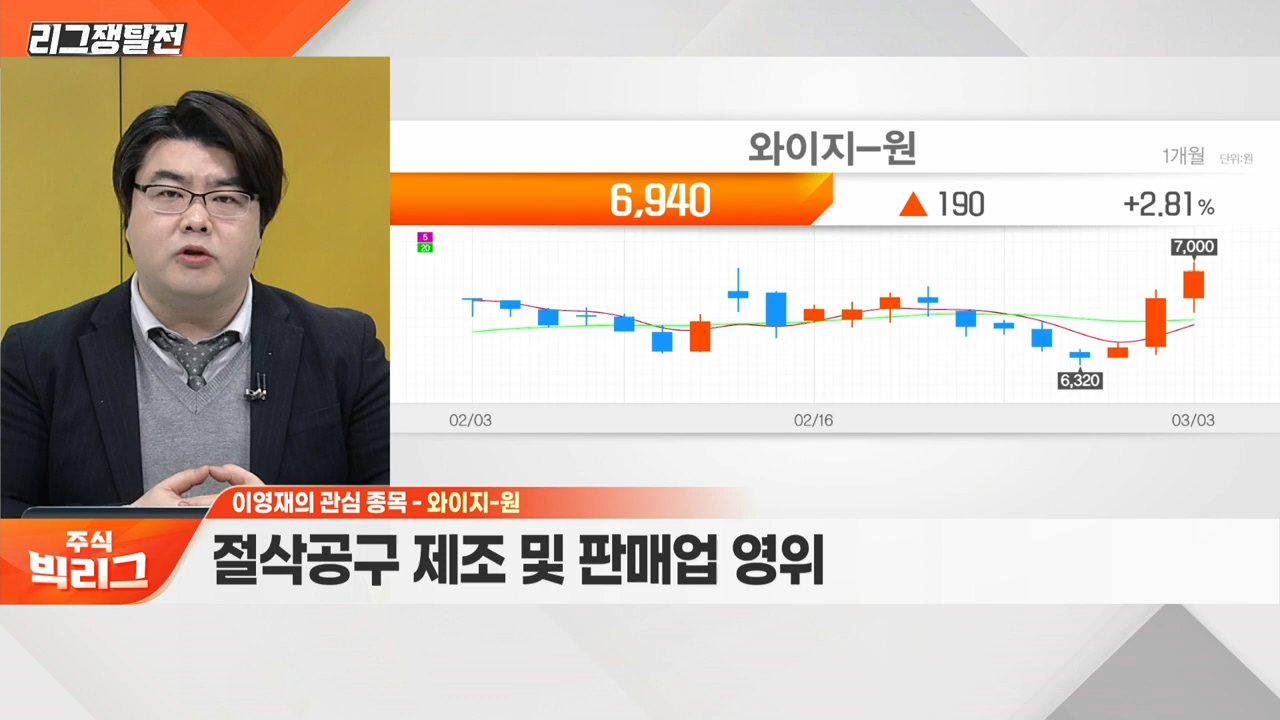 리그쟁탈전
와이지-원
1개월 단위:원
6,940 ▲ 190 +2.81%
5
20
7,000
6,320
02/03 02/16 03/03
이영재의 관심 종목 - 와이지-원
주식
빅리그
절삭공구 제조 및 판매업 영위